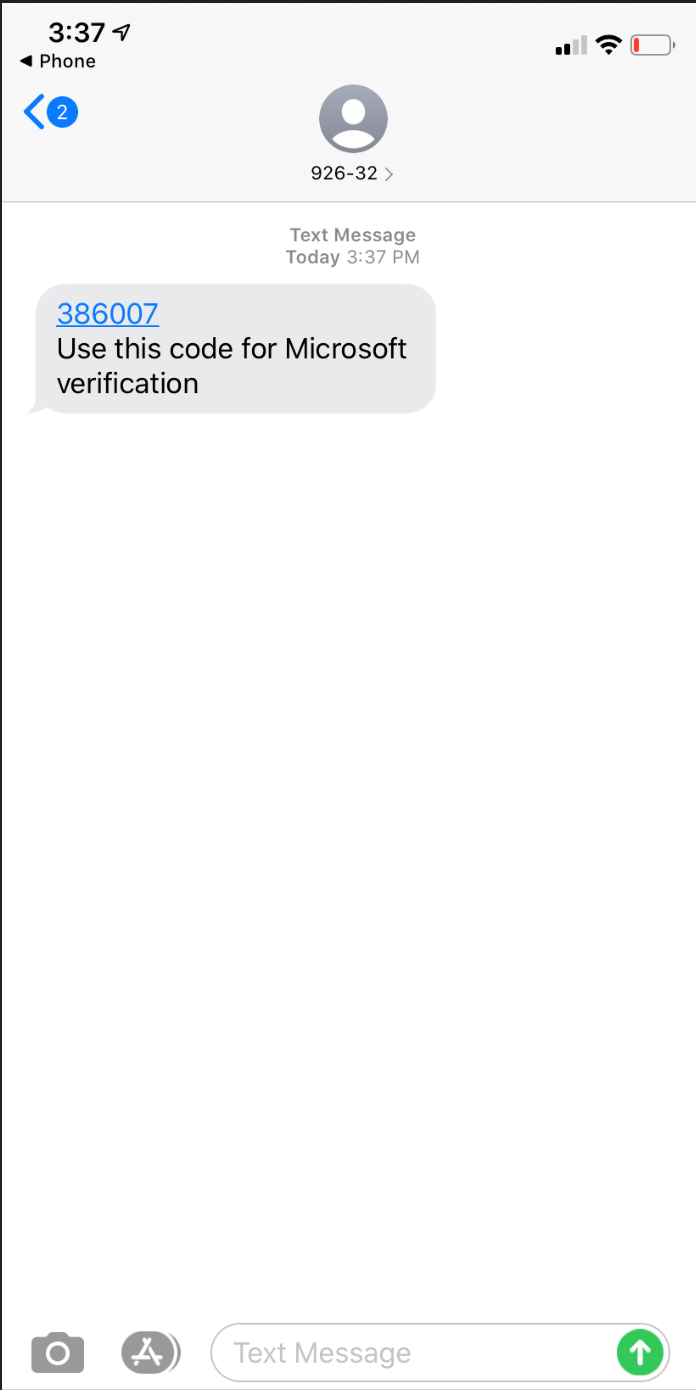 3:37
Phone
2
926-32
Text Message
Today 3:37 PM
386007
Use this code for Microsoft
verification
Text Message